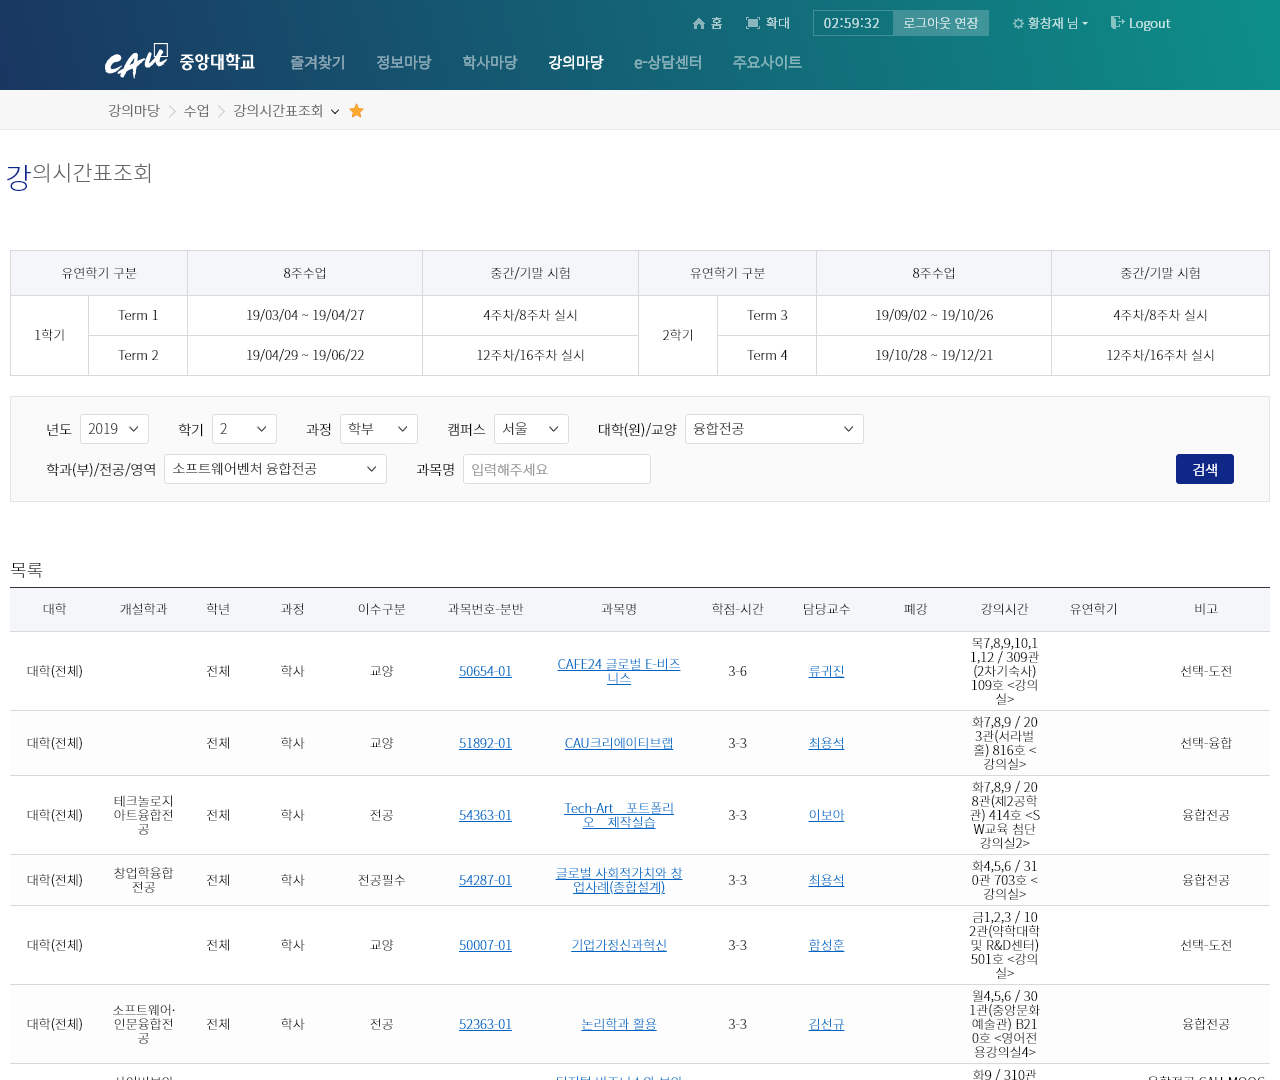 홈 확대 02:59:32 로그아웃 연장 황창재 님 Logout
CAU 중앙대학교 즐겨찾기 정보마당 학사마당 강의마당 e-상담센터 주요사이트
강의마당 수업 강의시간표조회
강의시간표조회
유연학기 구분 8주수업 중간/기말 시험 유연학기 구분 8주수업 중간/기말 시험
1학기 Term 1 19/03/04 ~ 19/04/27 4주차/8주차 실시 2학기 Term 3 19/09/02 ~ 19/10/26 4주차/8주차 실시
Term 2 19/04/29 ~ 19/06/22 12주차/16주차 실시 Term 4 19/10/28 ~ 19/12/21 12주차/16주차 실시
년도 2019 학기 2 과정 학부 캠퍼스 서울 대학(원)/교양 융합전공
학과(부)/전공/영역 소프트웨어벤처 융합전공 과목명 입력해주세요 검색
목록
대학 개설학과 학년 과정 이수구분 과목번호-분반 과목명 학점-시간 담당교수 폐강 강의시간 유연학기 비고
대학(전체) 전체 학사 교양 50654-01
CAFE24 글로벌 E-비즈
니스
3-6 류귀진
목7,8,9,10,1
1,12 / 309관
(2차기숙사)
109호 <강의
실>
선택-도전
대학(전체) 전체 학사 교양 51892-01 CAU크리에이티브랩 3-3 최용석
화7,8,9 / 20
3관(서라벌
홀) 816호 <
강의실>
선택-융합
대학(전체)
테크놀로지
아트융합전
공
전체 학사 전공 54363-01
Tech-Art 포트폴리
오 제작실습
3-3 이보아
화7,8,9 / 20
8관(제2공학
관) 414호 <S
W교육 첨단
강의실2>
융합전공
대학(전체)
창업학융합
전공
전체 학사 전공필수 54287-01
글로벌 사회적가치와 창
업사례(종합설계)
3-3 최용석
화4,5,6 / 31
0관 703호 <
강의실>
융합전공
대학(전체) 전체 학사 교양 50007-01 기업가정신과혁신 3-3 함성훈
금1,2,3 / 10
2관(약학대학
및 R&D센터)
501호 <강의
실>
선택-도전
대학(전체)
소프트웨어·
인문융합전
공
전체 학사 전공 52363-01 논리학과 활용 3-3 김선규
월4,5,6 / 30
1관(중앙문화
예술관) B21
0호 <영어전
용강의실4>
융합전공
화9 / 310관